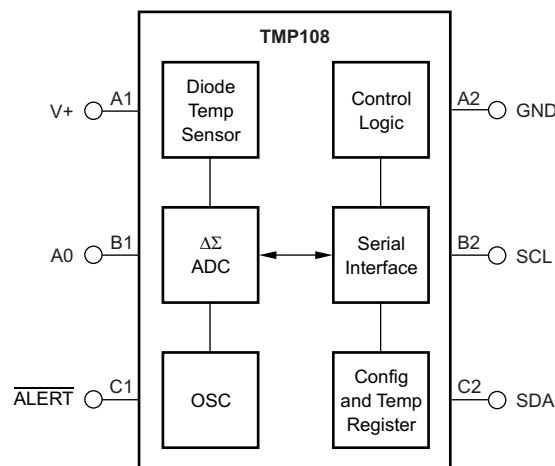 TMP108
Diode
Temp
Sensor
Control
Logic
V+
A1
A2
GND
ΔΣ
ADC
Serial
Interface
A0
B1
B2
SCL
OSC
Config
and Temp
Register
ALERT
C1
C2
SDA